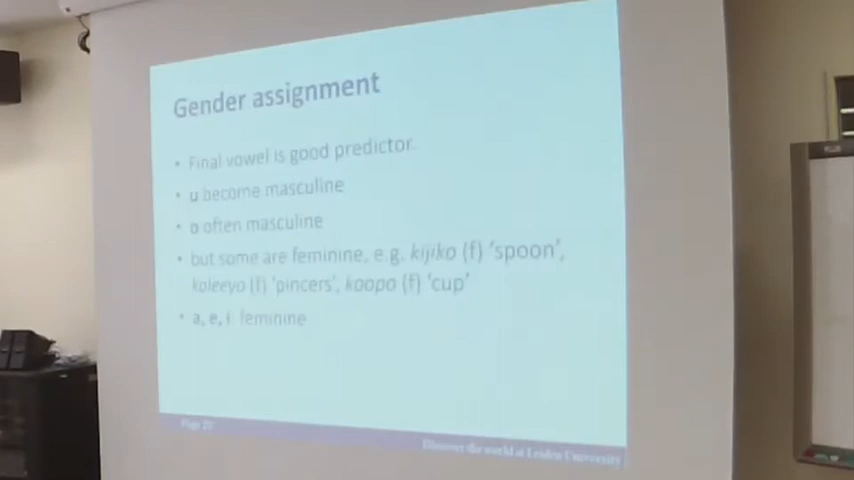 Gender assignment
• Final vowel is good predictor.
• u become masculine
• o often masculine
• but some are feminine, e.g. kijiko (f) ‘spoon’,
koleeyo (f) ‘pincers’, koopo (f) ‘cup’
• a, e, i: feminine
Discover the world at Leiden University